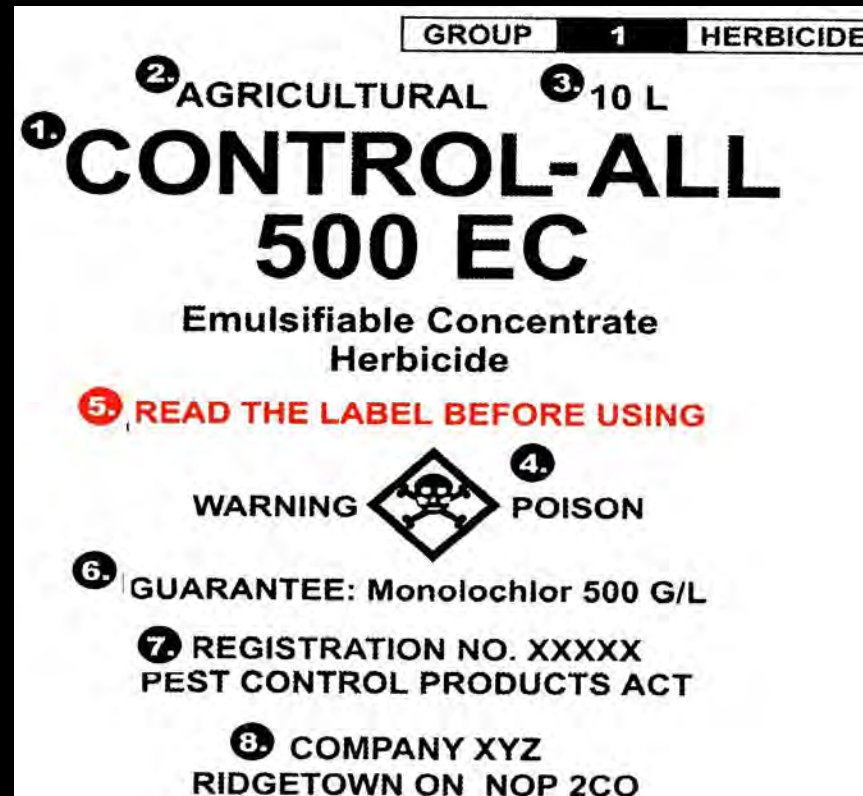 GROUP 1 HERBICIDE
2. AGRICULTURAL 3. 10 L
1. CONTROL-ALL
500 EC
Emulsifiable Concentrate
Herbicide
5. READ THE LABEL BEFORE USING
4.
WARNING POISON
6. GUARANTEE: Monolochlor 500 G/L
7. REGISTRATION NO. XXXXX
PEST CONTROL PRODUCTS ACT
8. COMPANY XYZ
RIDGETOWN ON NOP 2CO